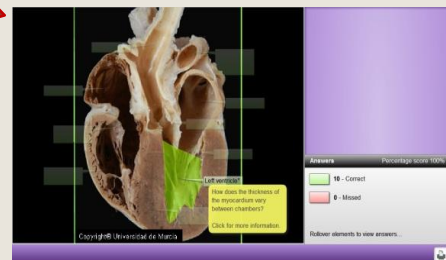 Left ventricle*
How does the thickness of
the myocardium vary
between chambers?
Click for more information.
Copyright© Universidad de Murcia
Answers Percentage score 100%
10 - Correct
0 - Missed
Rollover elements to view answers...